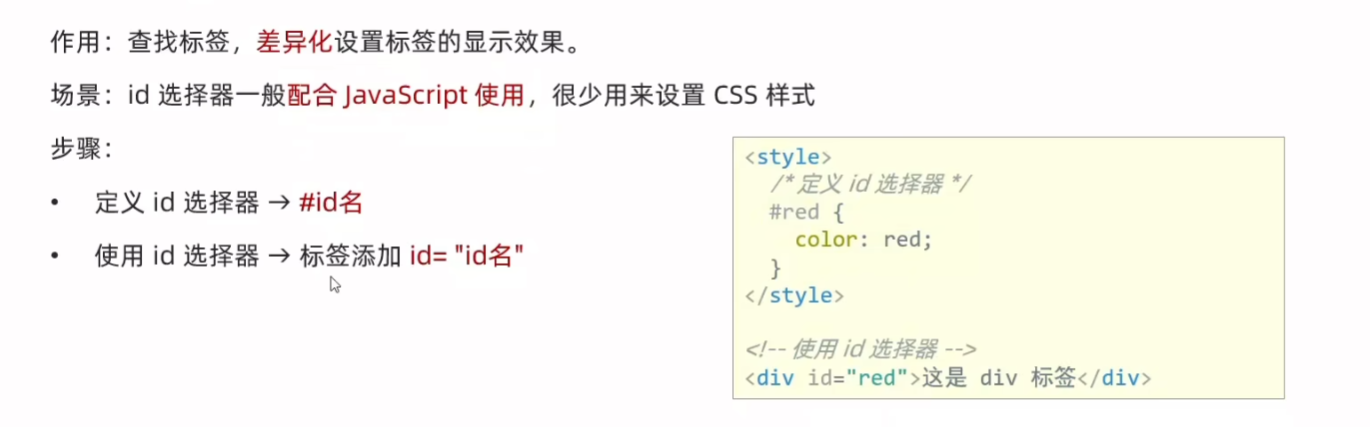 作用：查找标签，差异化设置标签的显示效果。
场景：id 选择器一般配合 JavaScript 使用，很少用来设置 CSS 样式
步骤：
• 定义 id 选择器 → #id名
• 使用 id 选择器 → 标签添加 id= "id名"
<style>
/* 定义 id 选择器 */
#red {
color: red;
}
</style>
<!-- 使用 id 选择器 -->
<div id="red">这是 div 标签</div>